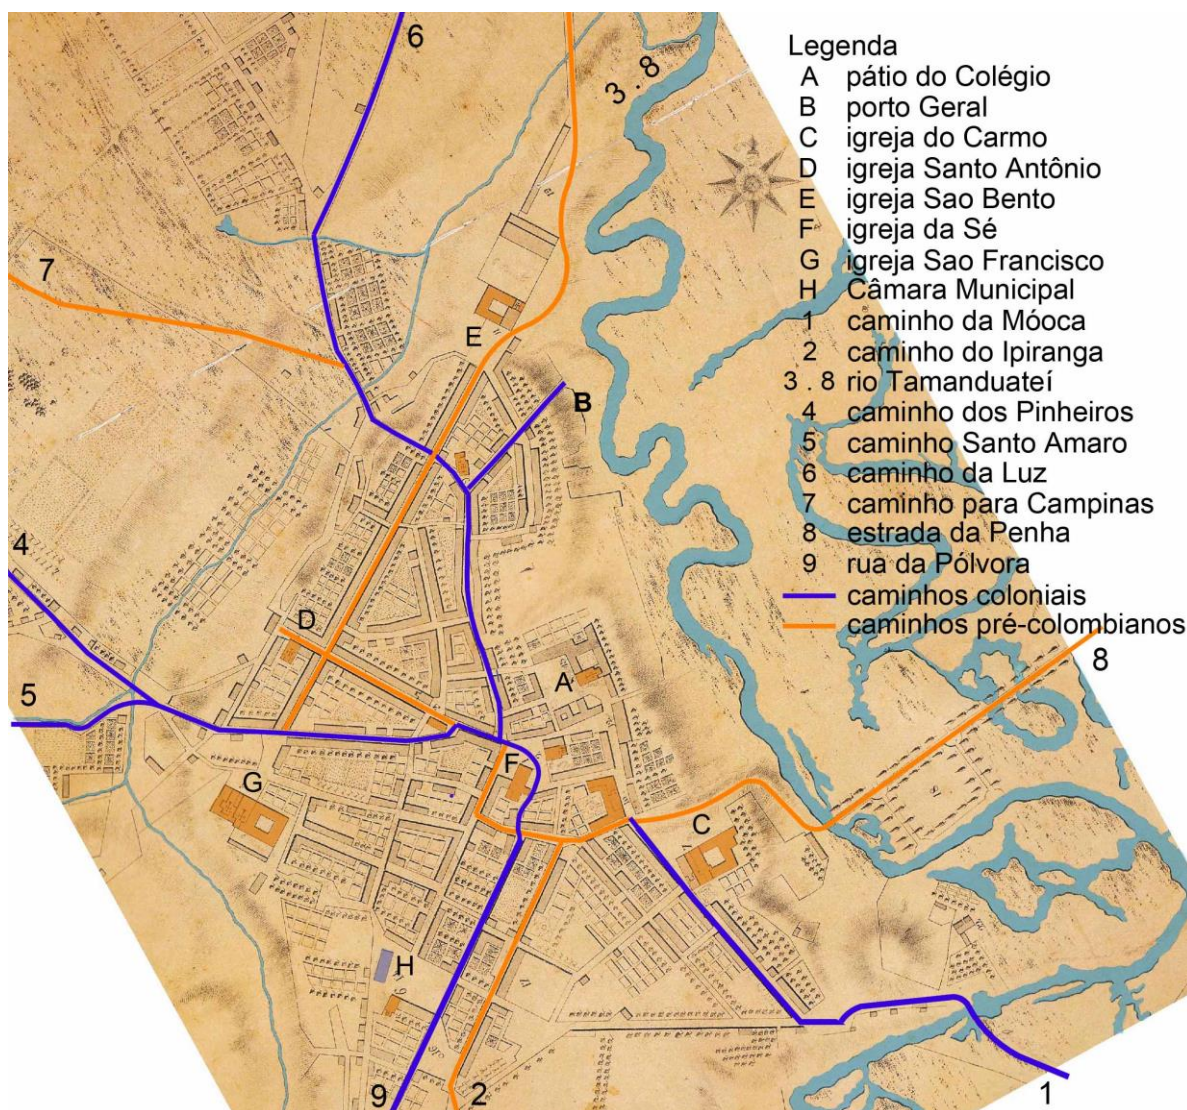 Legenda
A pátio do Colégio
B porto Geral
C igreja do Carmo
D igreja Santo Antônio
E igreja Sao Bento
F igreja da Sé
G igreja Sao Francisco
H Câmara Municipal
1 caminho da Móoca
2 caminho do Ipiranga
3 . 8 rio Tamanduateí
4 caminho dos Pinheiros
5 caminho Santo Amaro
6 caminho da Luz
7 caminho para Campinas
8 estrada da Penha
9 rua da Pólvora
caminhos coloniais
caminhos pré-colombianos
6
3 . 8
7
E
B
4
D
5
A
8
F
G
C
H
9
2
1